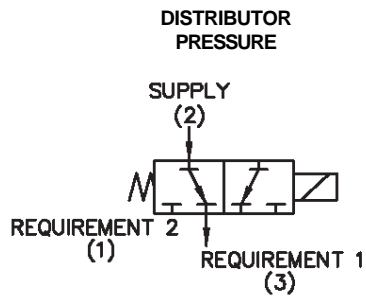 DISTRIBUTOR
PRESSURE
SUPPLY
(2)
REQUIREMENT 2
(1)
REQUIREMENT 1
(3)